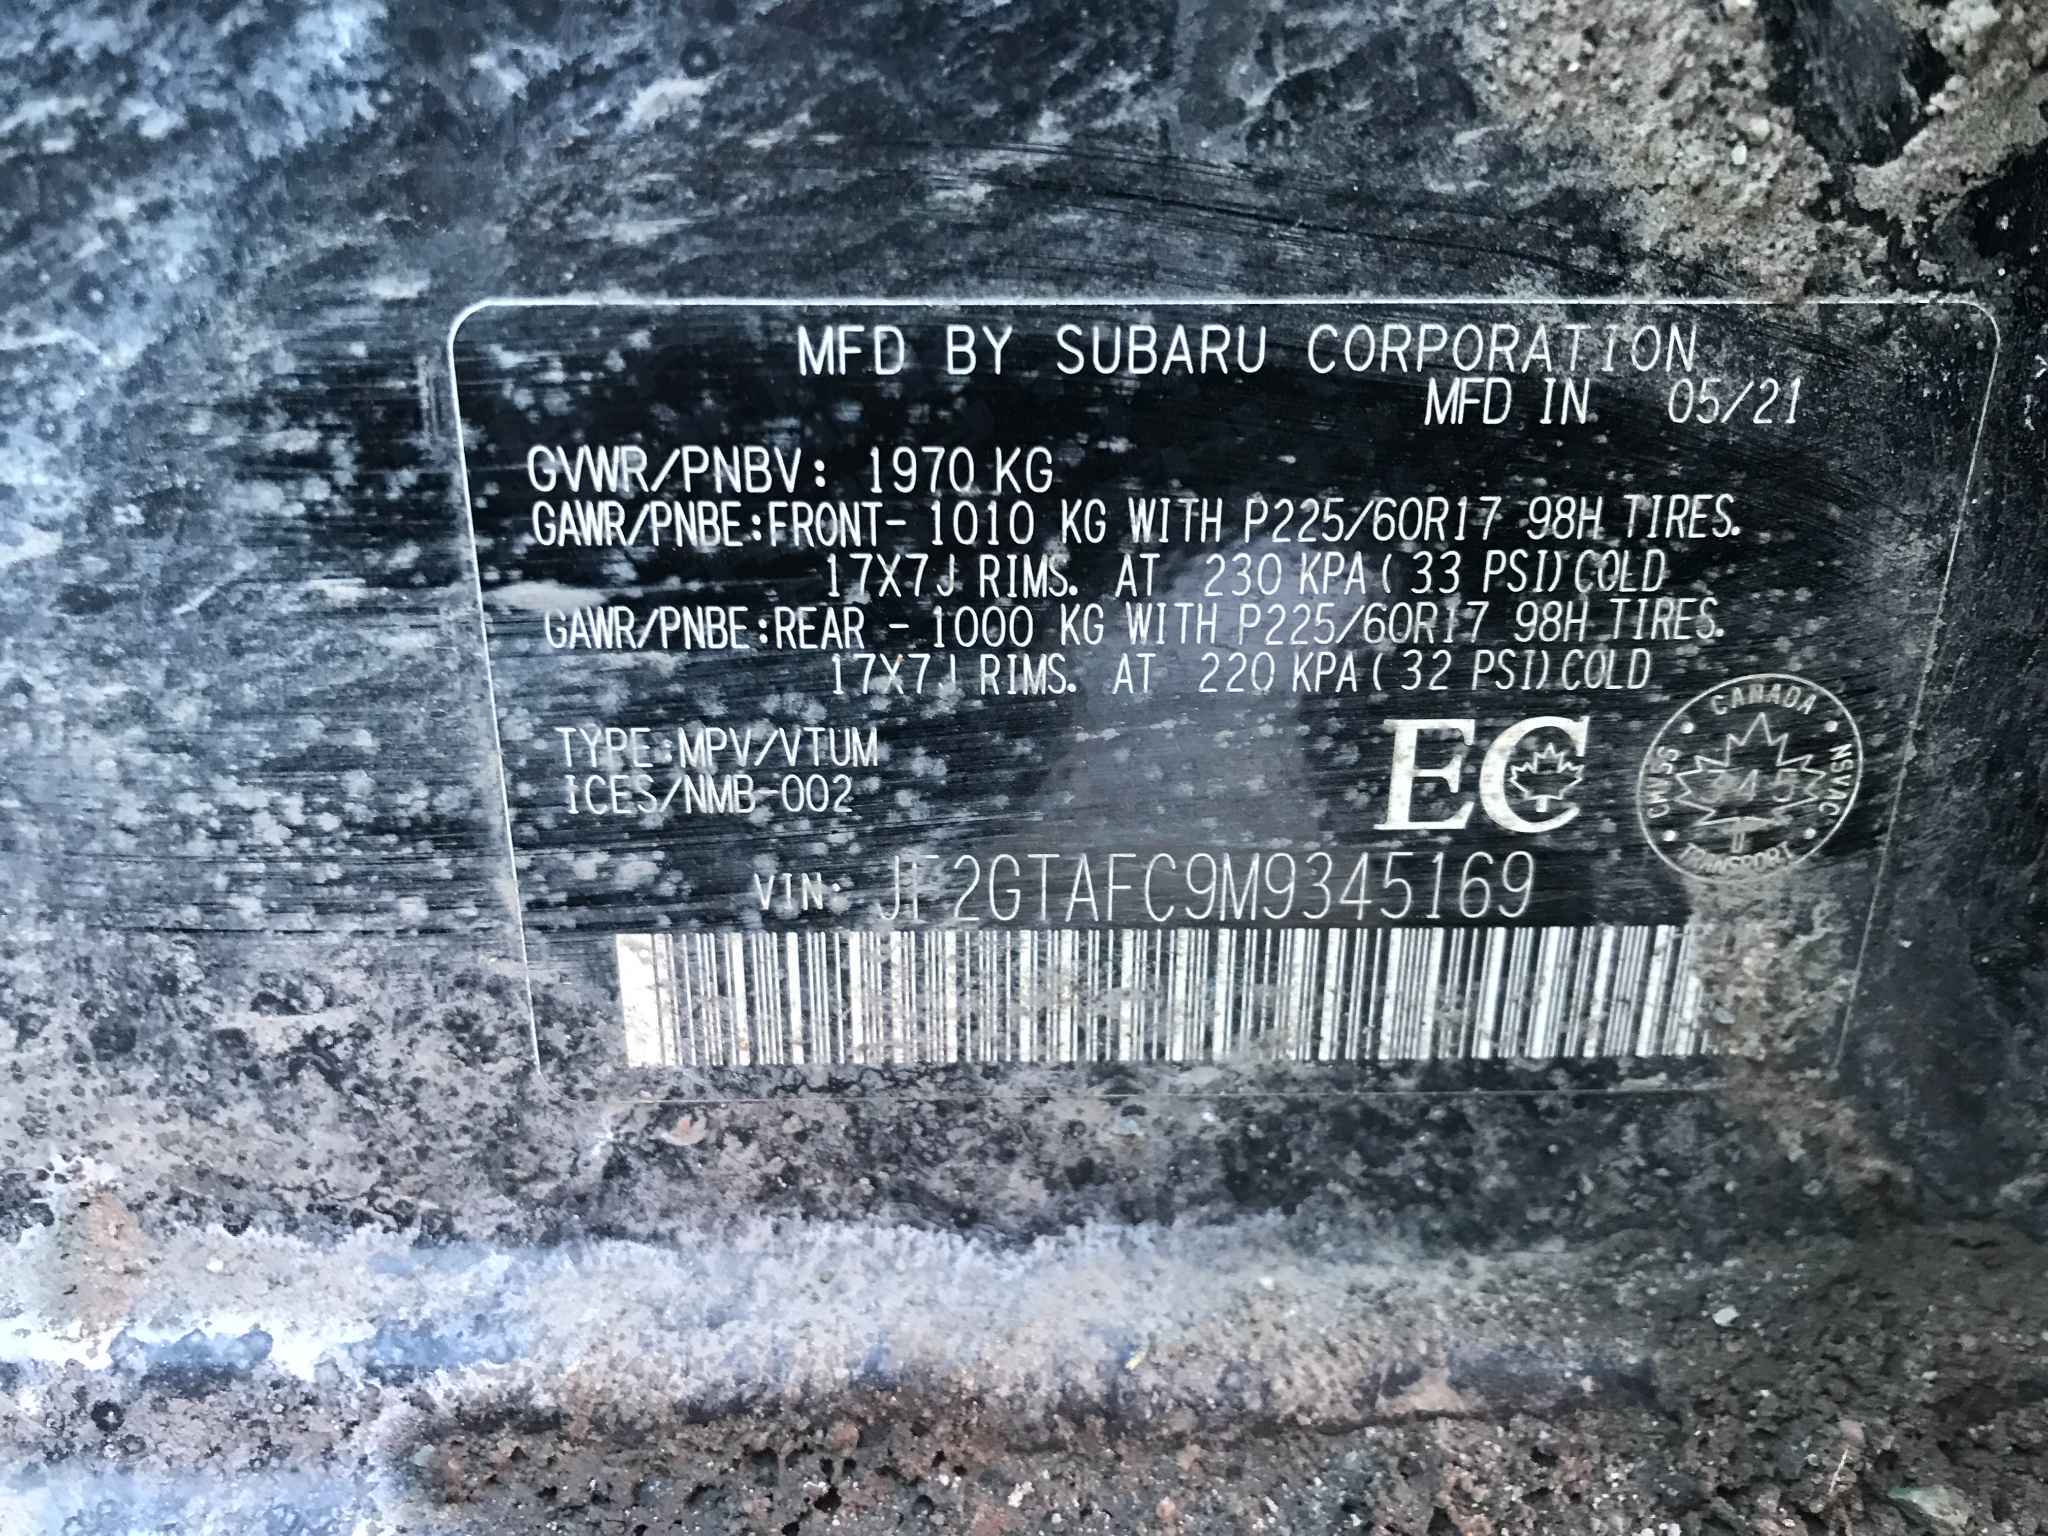 MFD BY SUBARU CORPORATION
MFD IN 05/21
GVWR/PNBV: 1970 KG
GAWR/PNBE:FRONT- 1010 KG WITH P225/60R17 98H TIRES.
17X7J RIMS. AT 230 KPA( 33 PSI)COLD
GAWR/PNBE:REAR - 1000 KG WITH P225/60R17 98H TIRES.
17X7J RIMS. AT 220 KPA( 32 PSI)COLD
TYPE:MPV/VTUM
ICES/NMB-002
EC
CANADA
CMVSS
NSVAC
TRANSPORT
VIN: JF2GTAFC9M9345169